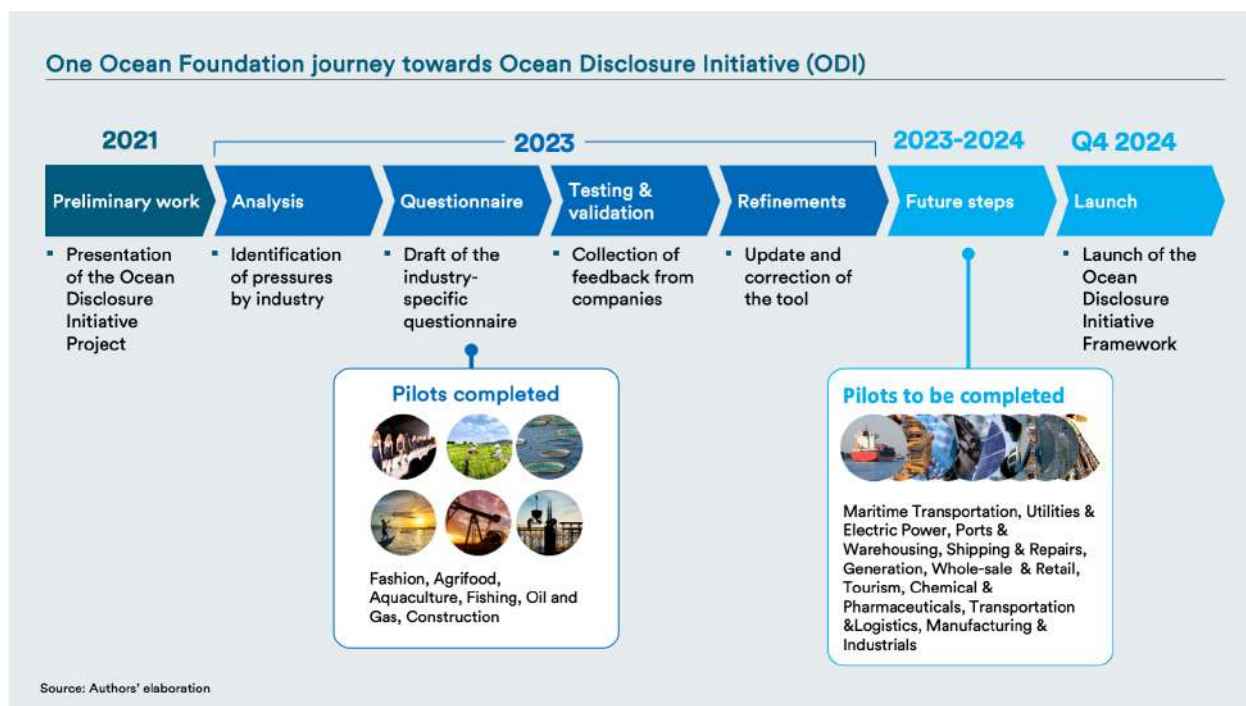 One Ocean Foundation journey towards Ocean Disclosure Initiative (ODI)
2021
2023
2023-2024
Q4 2024
Preliminary work
Analysis
Questionnaire
Testing &
validation
Refinements
Future steps
Launch
▪ Presentation
of the Ocean
Disclosure
Initiative
Project
▪ Identification
of pressures
by industry
▪ Draft of the
industry-
specific
questionnaire
▪ Collection of
feedback from
companies
▪ Update and
correction of
the tool
▪ Launch of the
Ocean
Disclosure
Initiative
Framework
Pilots completed
Fashion, Agrifood,
Aquaculture, Fishing, Oil and
Gas, Construction
Pilots to be completed
Maritime Transportation, Utilities &
Electric Power, Ports &
Warehousing, Shipping & Repairs,
Generation, Whole-sale & Retail,
Tourism, Chemical &
Pharmaceuticals, Transportation
&Logistics, Manufacturing &
Industrials
Source: Authors' elaboration